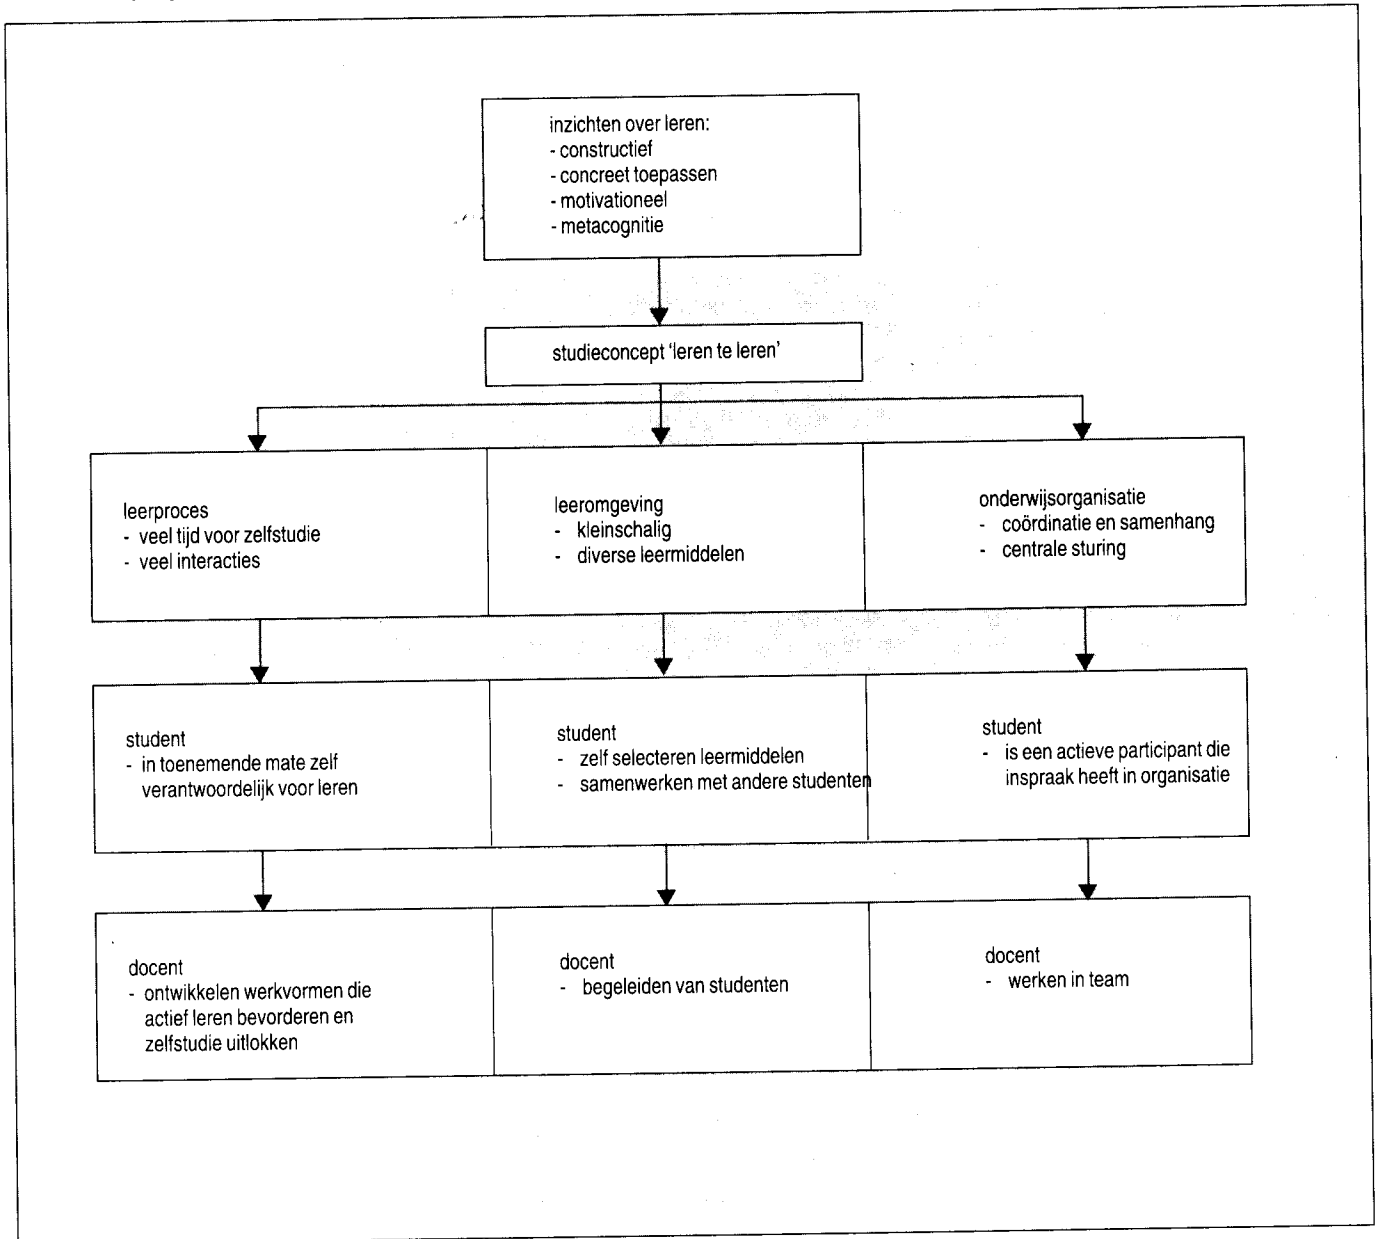 inzichten over leren:
- constructief
- concreet toepassen
- motivationeel
- metacognitie
studieconcept 'leren te leren'
leerproces
- veel tijd voor zelfstudie
- veel interacties
leeromgeving
- kleinschalig
- diverse leermiddelen
onderwijsorganisatie
- coördinatie en samenhang
- centrale sturing
student
- in toenemende mate zelf
verantwoordelijk voor leren
student
- zelf selecteren leermiddelen
- samenwerken met andere studenten
student
- is een actieve participant die
inspraak heeft in organisatie
docent
- ontwikkelen werkvormen die
actief leren bevorderen en
zelfstudie uitlokken
docent
- begeleiden van studenten
docent
- werken in team